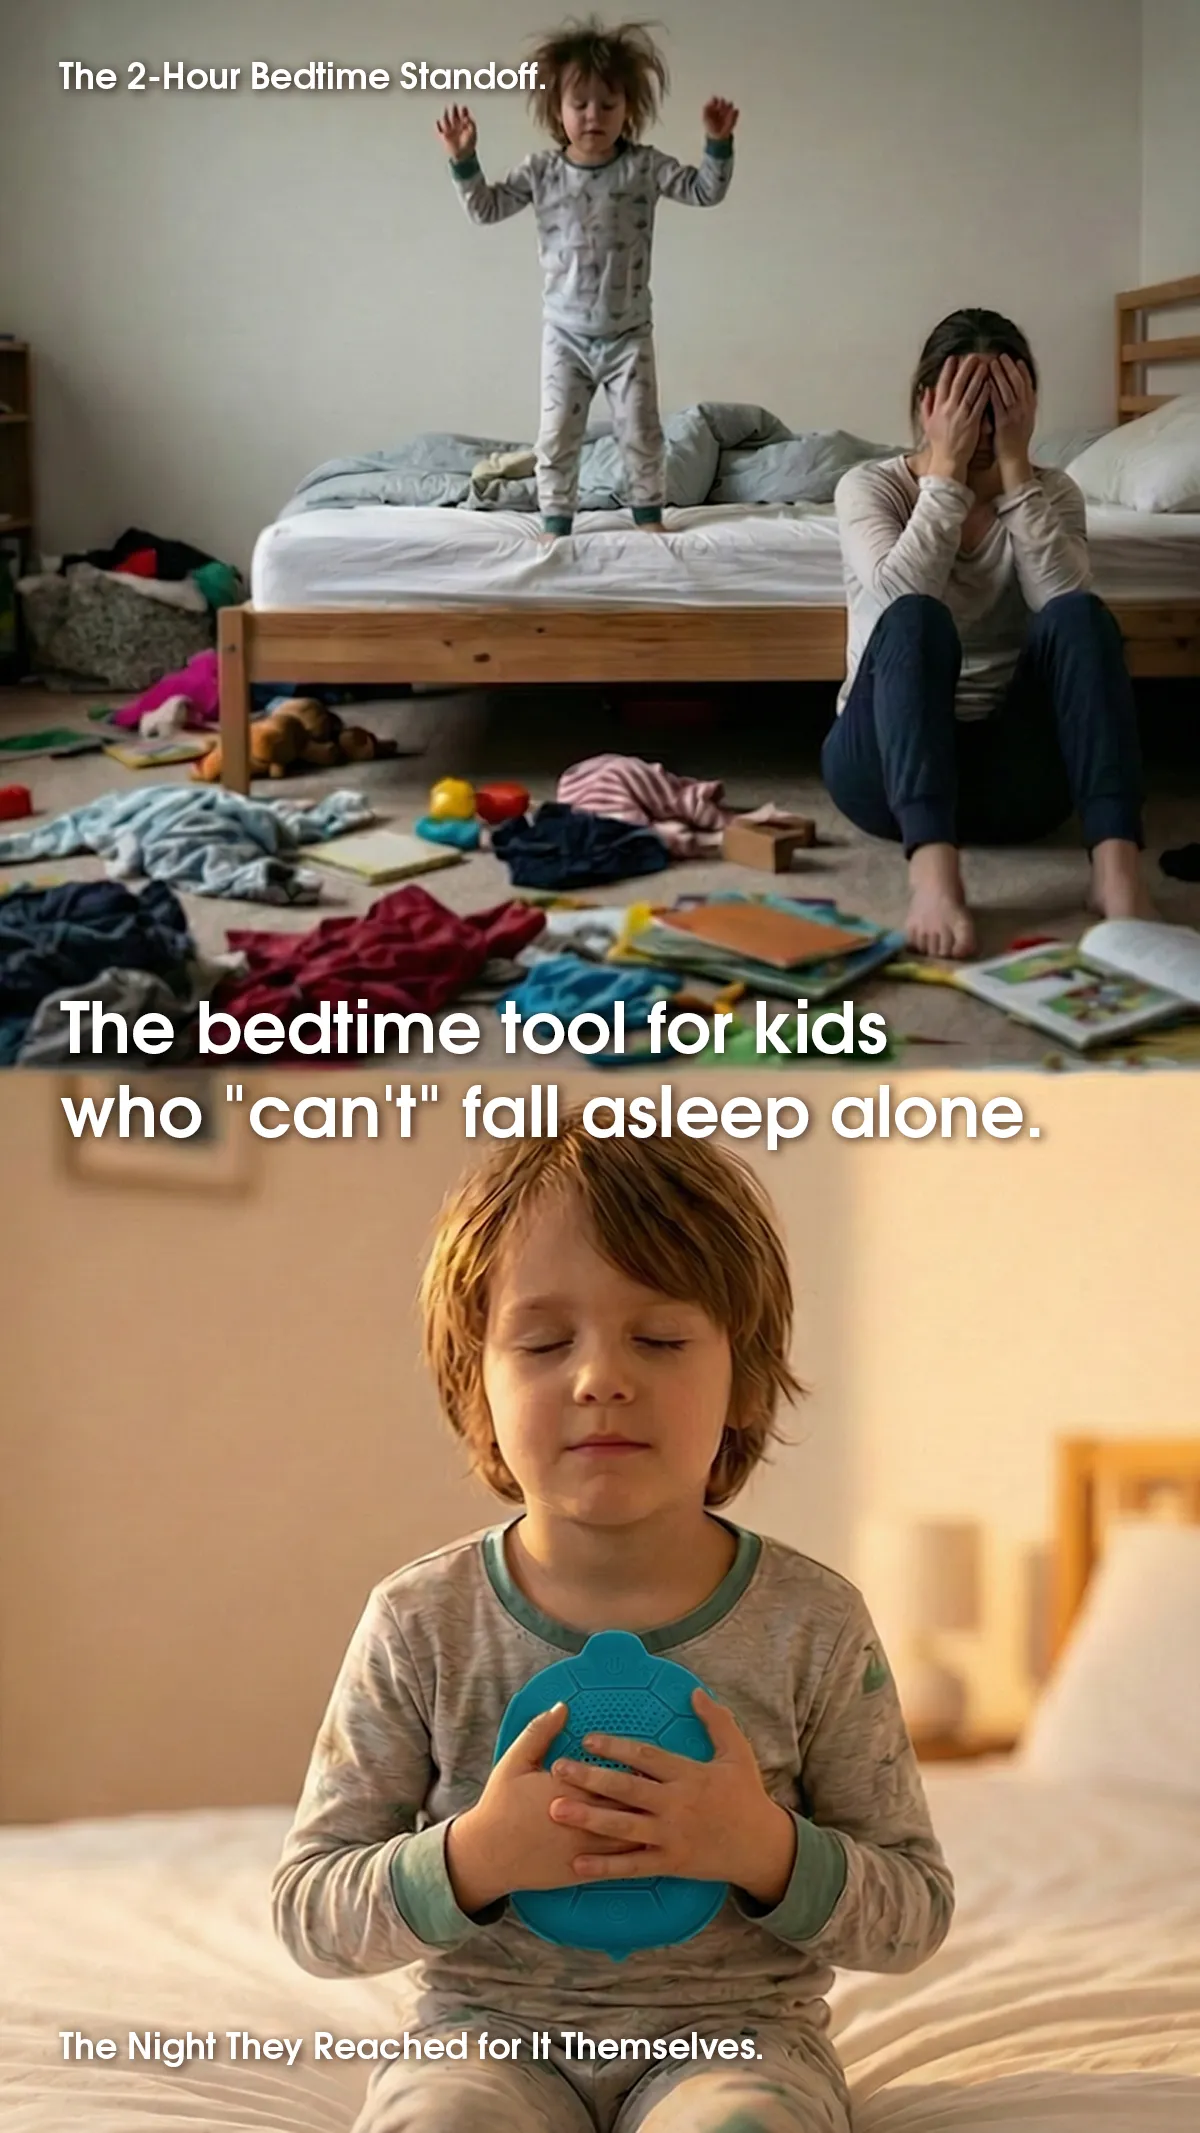 The 2-Hour Bedtime Standoff.
The bedtime tool for kids
who "can't" fall asleep alone.
The Night They Reached for It Themselves.